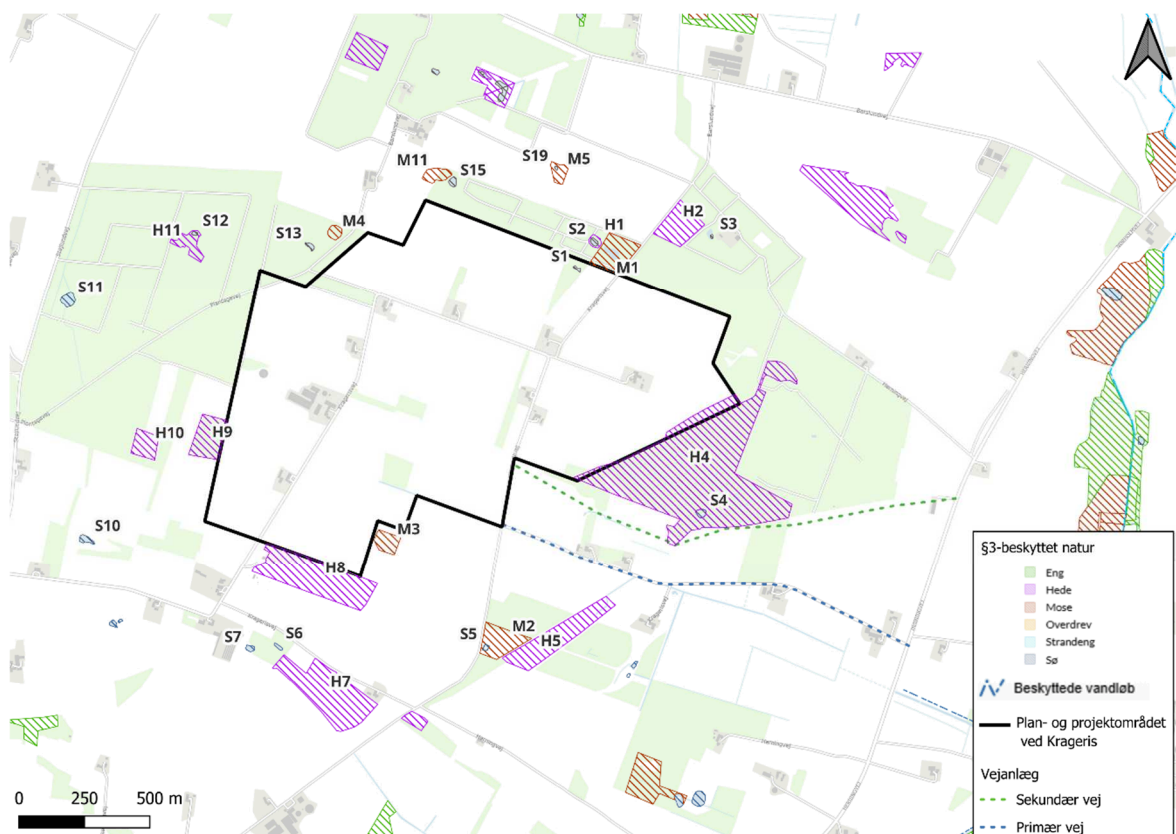 M11
S15
S19
M5
H2
S12
H11
S13
M4
S2
H1
S3
S1
M1
S11
Plantagevej
H10
H9
H4
S4
S10
M3
H8
S7
S6
S5
M2
H5
H7
§3-beskyttet natur
Eng
Hede
Mose
Overdrev
Strandeng
Sø
Beskyttede vandløb
Plan- og projektområdet
ved Krageris
Vejanlæg
Sekundær vej
Primær vej
0 250 500 m